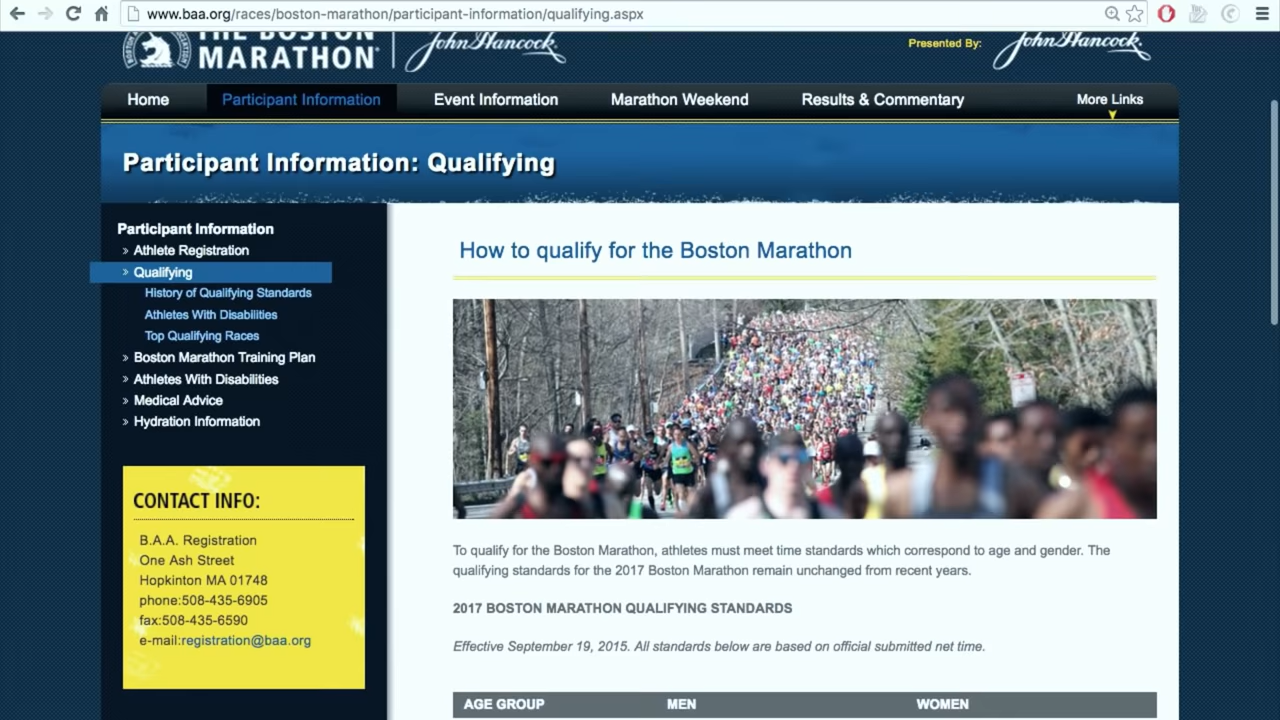 www.baa.org/races/boston-marathon/participant-information/qualifying.aspx
THE BOSTON
MARATHON
John Hancock.
Presented By:
John Hancock.
Home
Participant Information
Event Information
Marathon Weekend
Results & Commentary
More Links
Participant Information: Qualifying
Participant Information
» Athlete Registration
» Qualifying
History of Qualifying Standards
Athletes With Disabilities
Top Qualifying Races
» Boston Marathon Training Plan
» Athletes With Disabilities
» Medical Advice
» Hydration Information
CONTACT INFO:
B.A.A. Registration
One Ash Street
Hopkinton MA 01748
phone:508-435-6905
fax:508-435-6590
e-mail:registration@baa.org
How to qualify for the Boston Marathon
To qualify for the Boston Marathon, athletes must meet time standards which correspond to age and gender. The
qualifying standards for the 2017 Boston Marathon remain unchanged from recent years.
2017 BOSTON MARATHON QUALIFYING STANDARDS
Effective September 19, 2015. All standards below are based on official submitted net time.
AGE GROUP MEN WOMEN